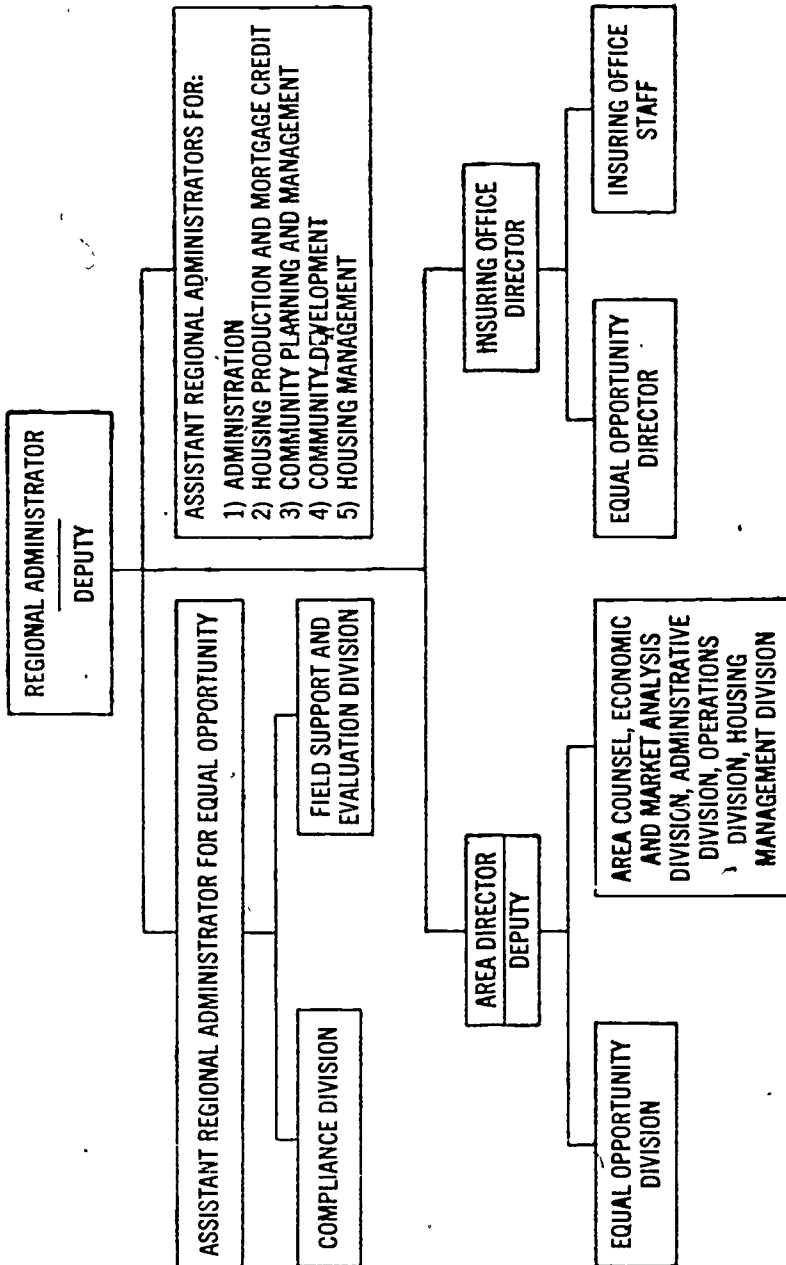 REGIONAL ADMINISTRATOR
DEPUTY
ASSISTANT REGIONAL ADMINISTRATOR FOR EQUAL OPPORTUNITY
ASSISTANT REGIONAL ADMINISTRATORS FOR:
1) ADMINISTRATION
2) HOUSING PRODUCTION AND MORTGAGE CREDIT
3) COMMUNITY PLANNING AND MANAGEMENT
4) COMMUNITY DEVELOPMENT
5) HOUSING MANAGEMENT
COMPLIANCE DIVISION
FIELD SUPPORT AND
EVALUATION DIVISION
AREA DIRECTOR
DEPUTY
INSURING OFFICE
DIRECTOR
EQUAL OPPORTUNITY
DIVISION
AREA COUNSEL, ECONOMIC
AND MARKET ANALYSIS
DIVISION, ADMINISTRATIVE
DIVISION, OPERATIONS
DIVISION, HOUSING
MANAGEMENT DIVISION
EQUAL OPPORTUNITY
DIRECTOR
INSURING OFFICE
STAFF